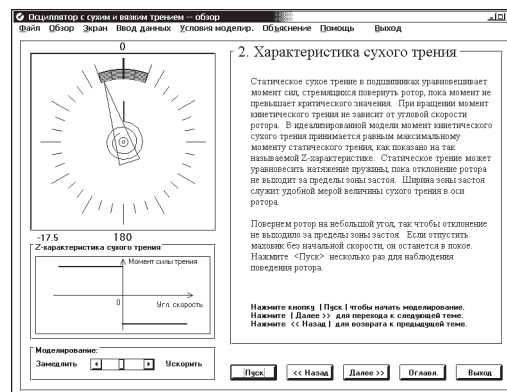 Осциллятор с сухим и вязким трением -- обзор
Файл Обзор Экран Ввод данных Условия моделир. Объяснение Помощь Выход
0
-17.5
180
Z-характеристика сухого трения
Момент силы трения
0
Угл. скорость
Моделирование:
Замедлить
Ускорить
2. Характеристика сухого трения
Статическое сухое трение в подшипниках уравновешивает
момент сил, стремящихся повернуть ротор, пока момент не
превышает критического значения. При вращении момент
кинетического трения не зависит от угловой скорости
ротора. В идеализированной модели момент кинетического
сухого трения принимается равным максимальному
моменту статического трения, как показано на так
называемой Z-характеристике. Статическое трение может
уравновесить натяжение пружины, пока отклонение ротора
не выходит за пределы зоны застоя. Ширина зоны застоя
служит удобной мерой величины сухого трения в оси
ротора.
Повернем ротор на небольшой угол, так чтобы отклонение
не выходило за пределы зоны застоя. Если отпустить
маховик без начальной скорости, он останется в покое.
Нажмите <Пуск> несколько раз для наблюдения
поведения ротора.
Нажмите кнопку | Пуск | чтобы начать моделирование.
Нажмите | Далее >> для перехода к следующей теме.
Нажмите << Назад | для возврата к предыдущей теме.
Пуск
<< Назад
Далее >>
Оглавл.
Выход